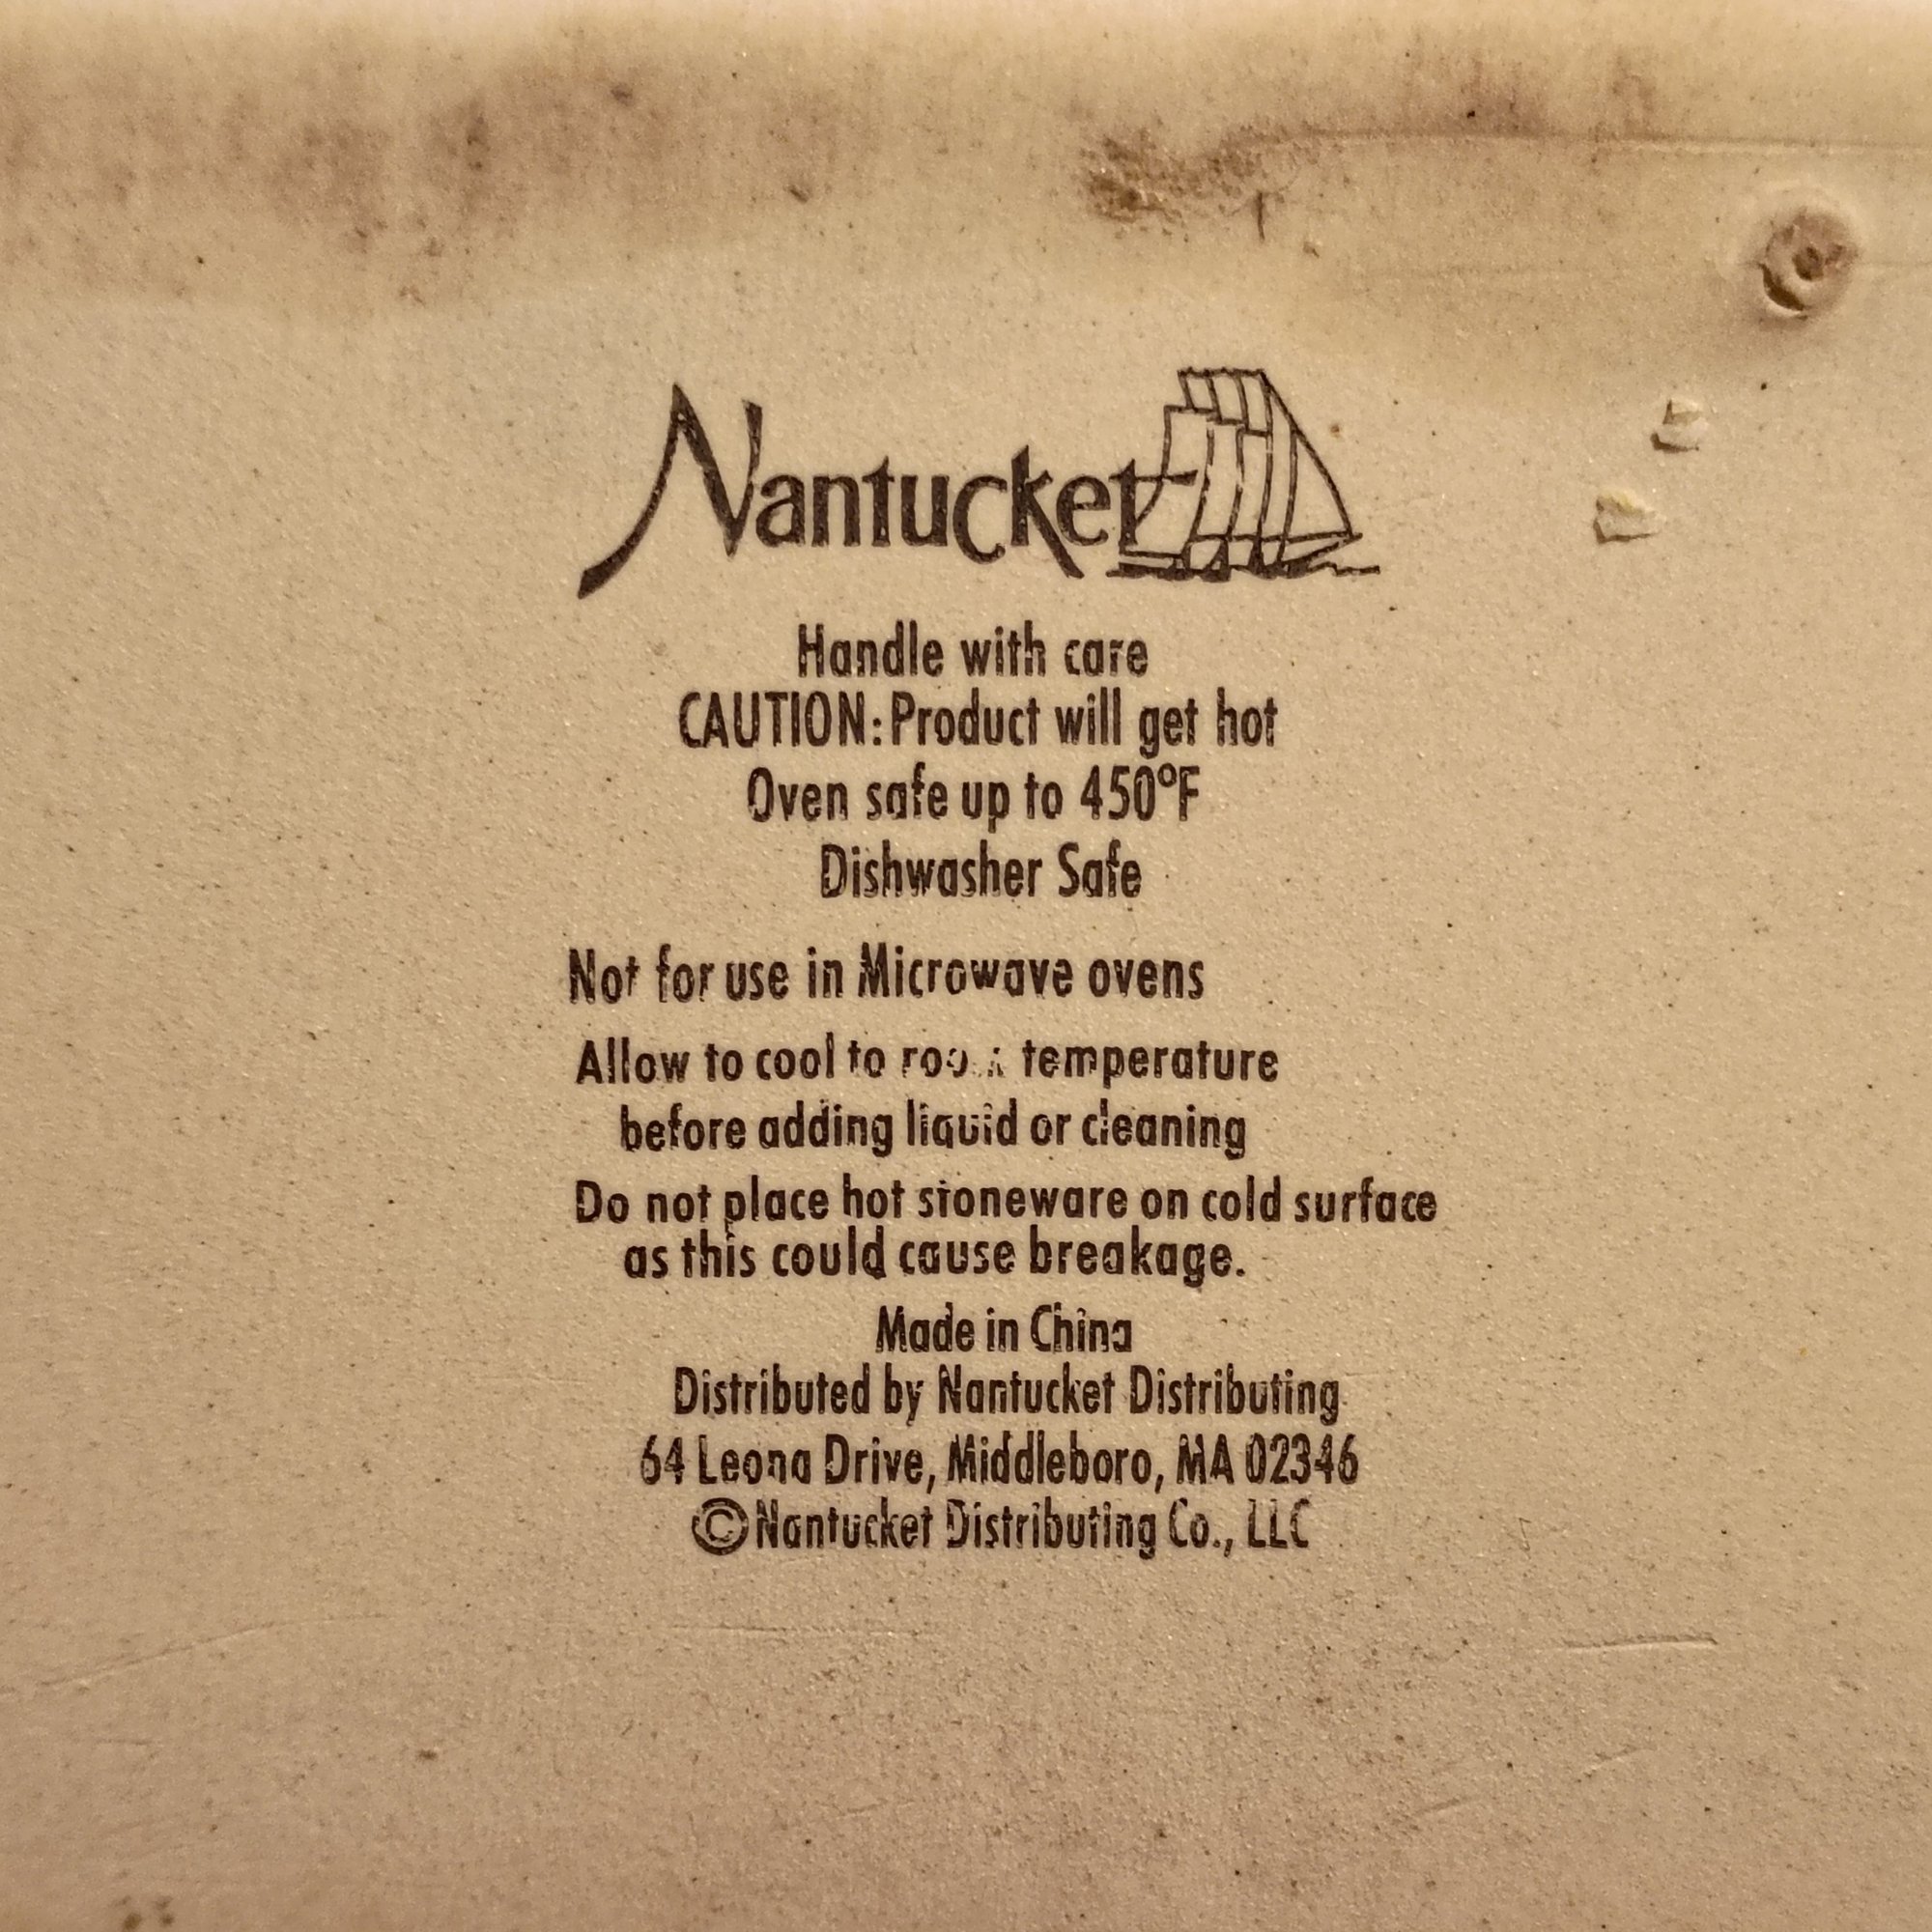 Nantucket
Handle with care
CAUTION: Product will get hot
Oven safe up to 450°F
Dishwasher Safe
Not for use in Microwave ovens
Allow to cool to room temperature
before adding liquid or cleaning
Do not place hot stoneware on cold surface
as this could cause breakage.
Made in China
Distributed by Nantucket Distributing
64 Leona Drive, Middleboro, MA 02346
©Nantucket Distributing Co., LLC